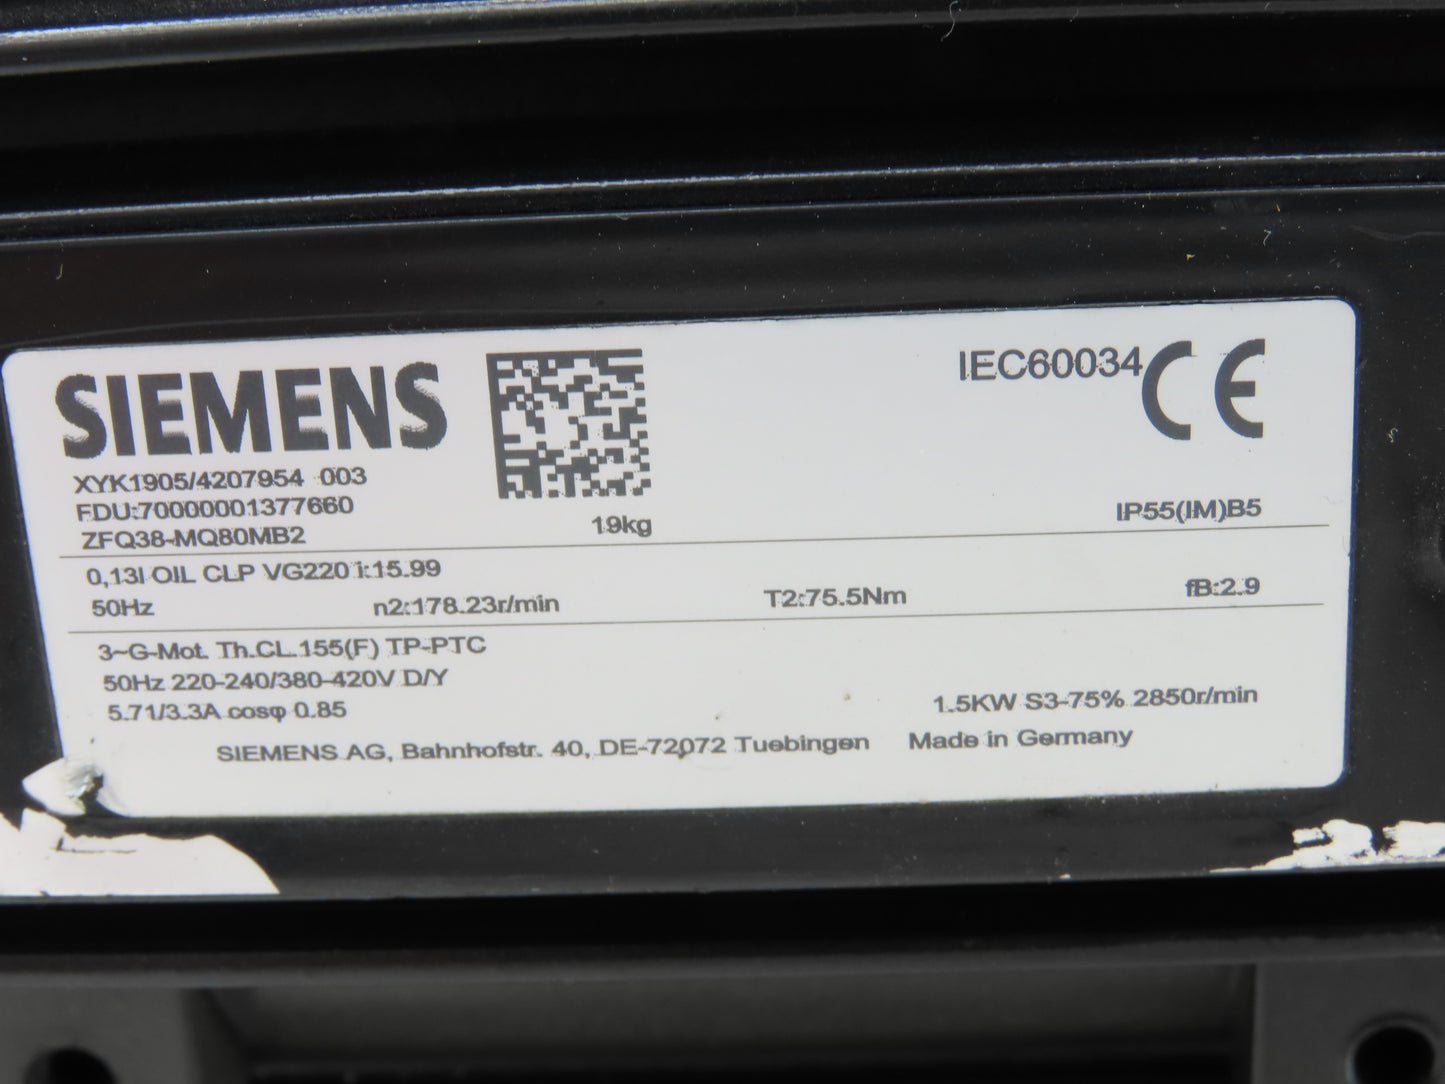 SIEMENS
IEC60034 CE
XYK1905/4207954 003
FDU:70000001377660
ZFQ38-MQ80MB2
19kg
IP55(IM)B5
0,13l OIL CLP VG220 i:15.99
50Hz n2:178.23r/min T2:75.5Nm fB:2.9
3~G-Mot. Th.CL.155(F) TP-PTC
50Hz 220-240/380-420V D/Y
5.71/3.3A cosφ 0.85 1.5KW S3-75% 2850r/min
SIEMENS AG, Bahnhofstr. 40, DE-72072 Tuebingen Made in Germany